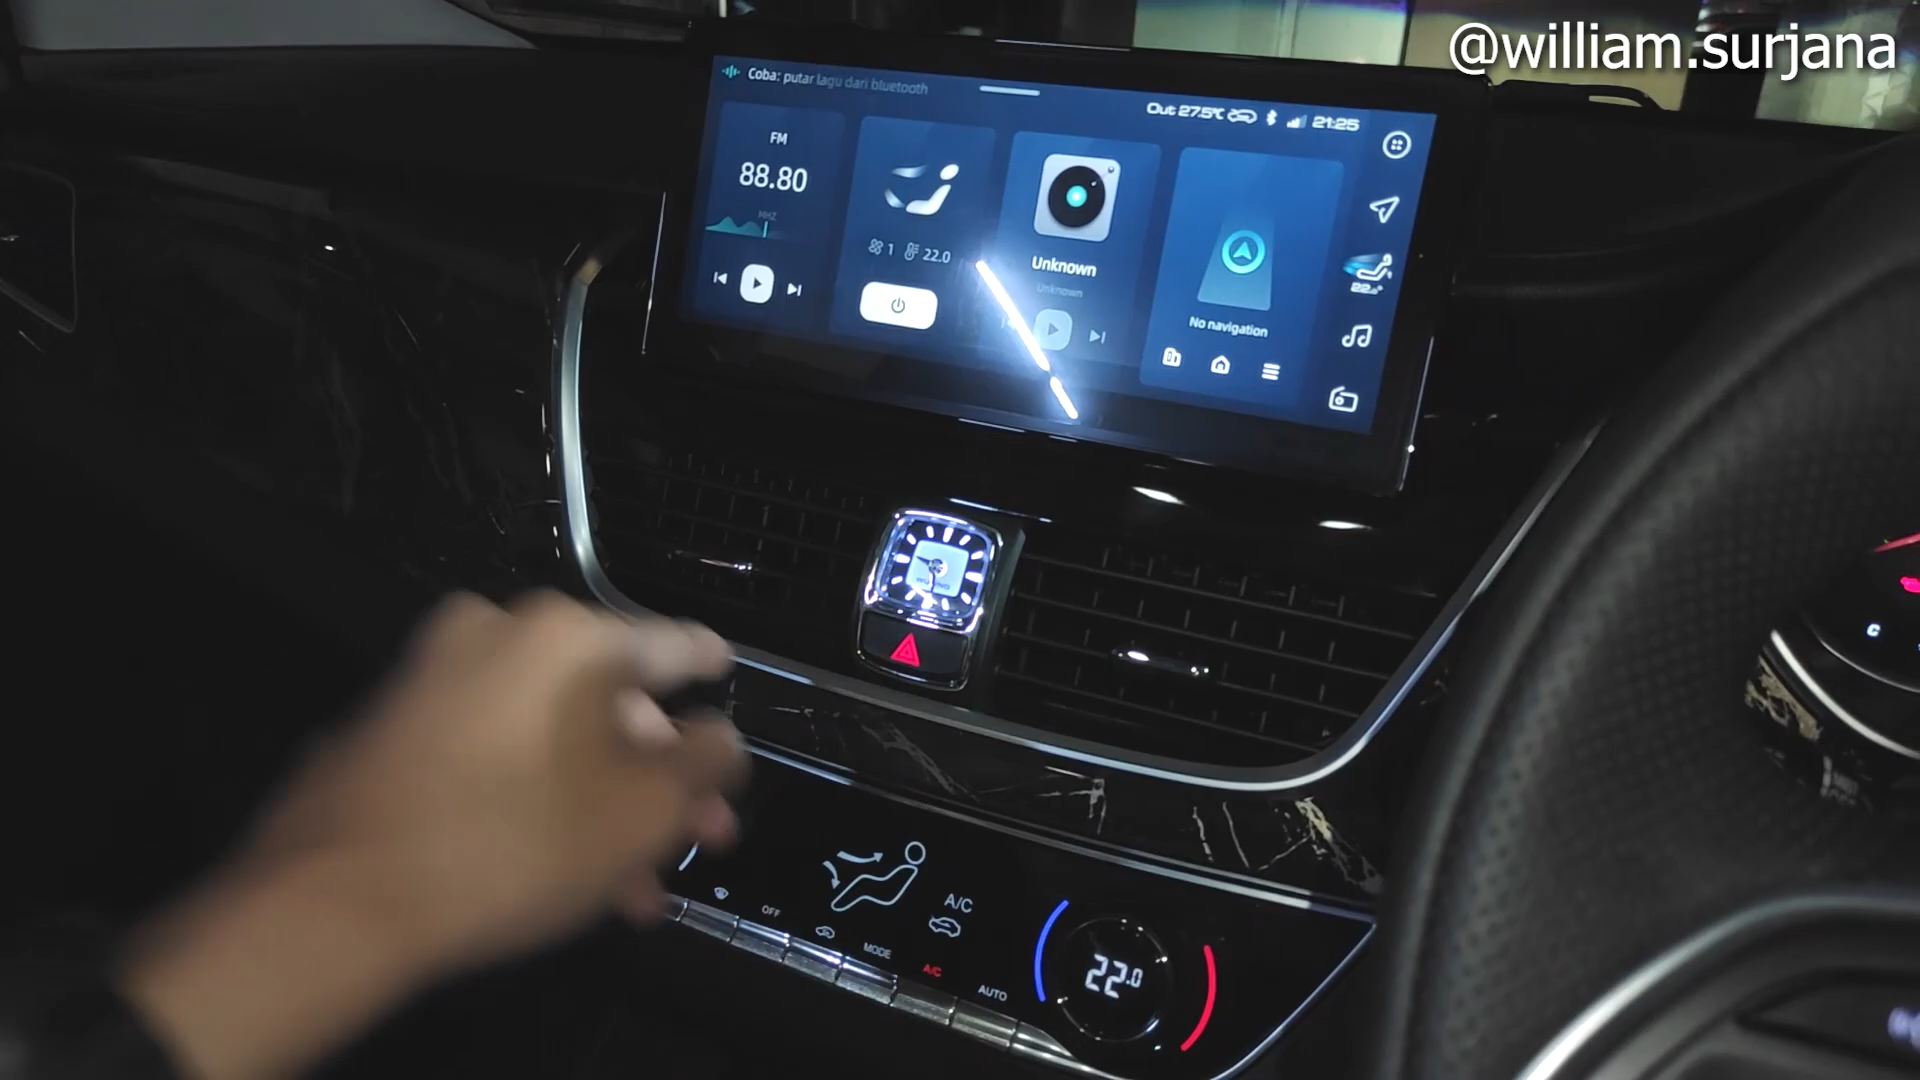 @william.surjana
Coba: putar lagu dari bluetooth
Out 27.5℃ 21:25
FM
88.80
MHZ
1 22.0
Unknown
Unknown
No navigation
22.0°
A/C
OFF
MODE
A/C
AUTO
22.0
C